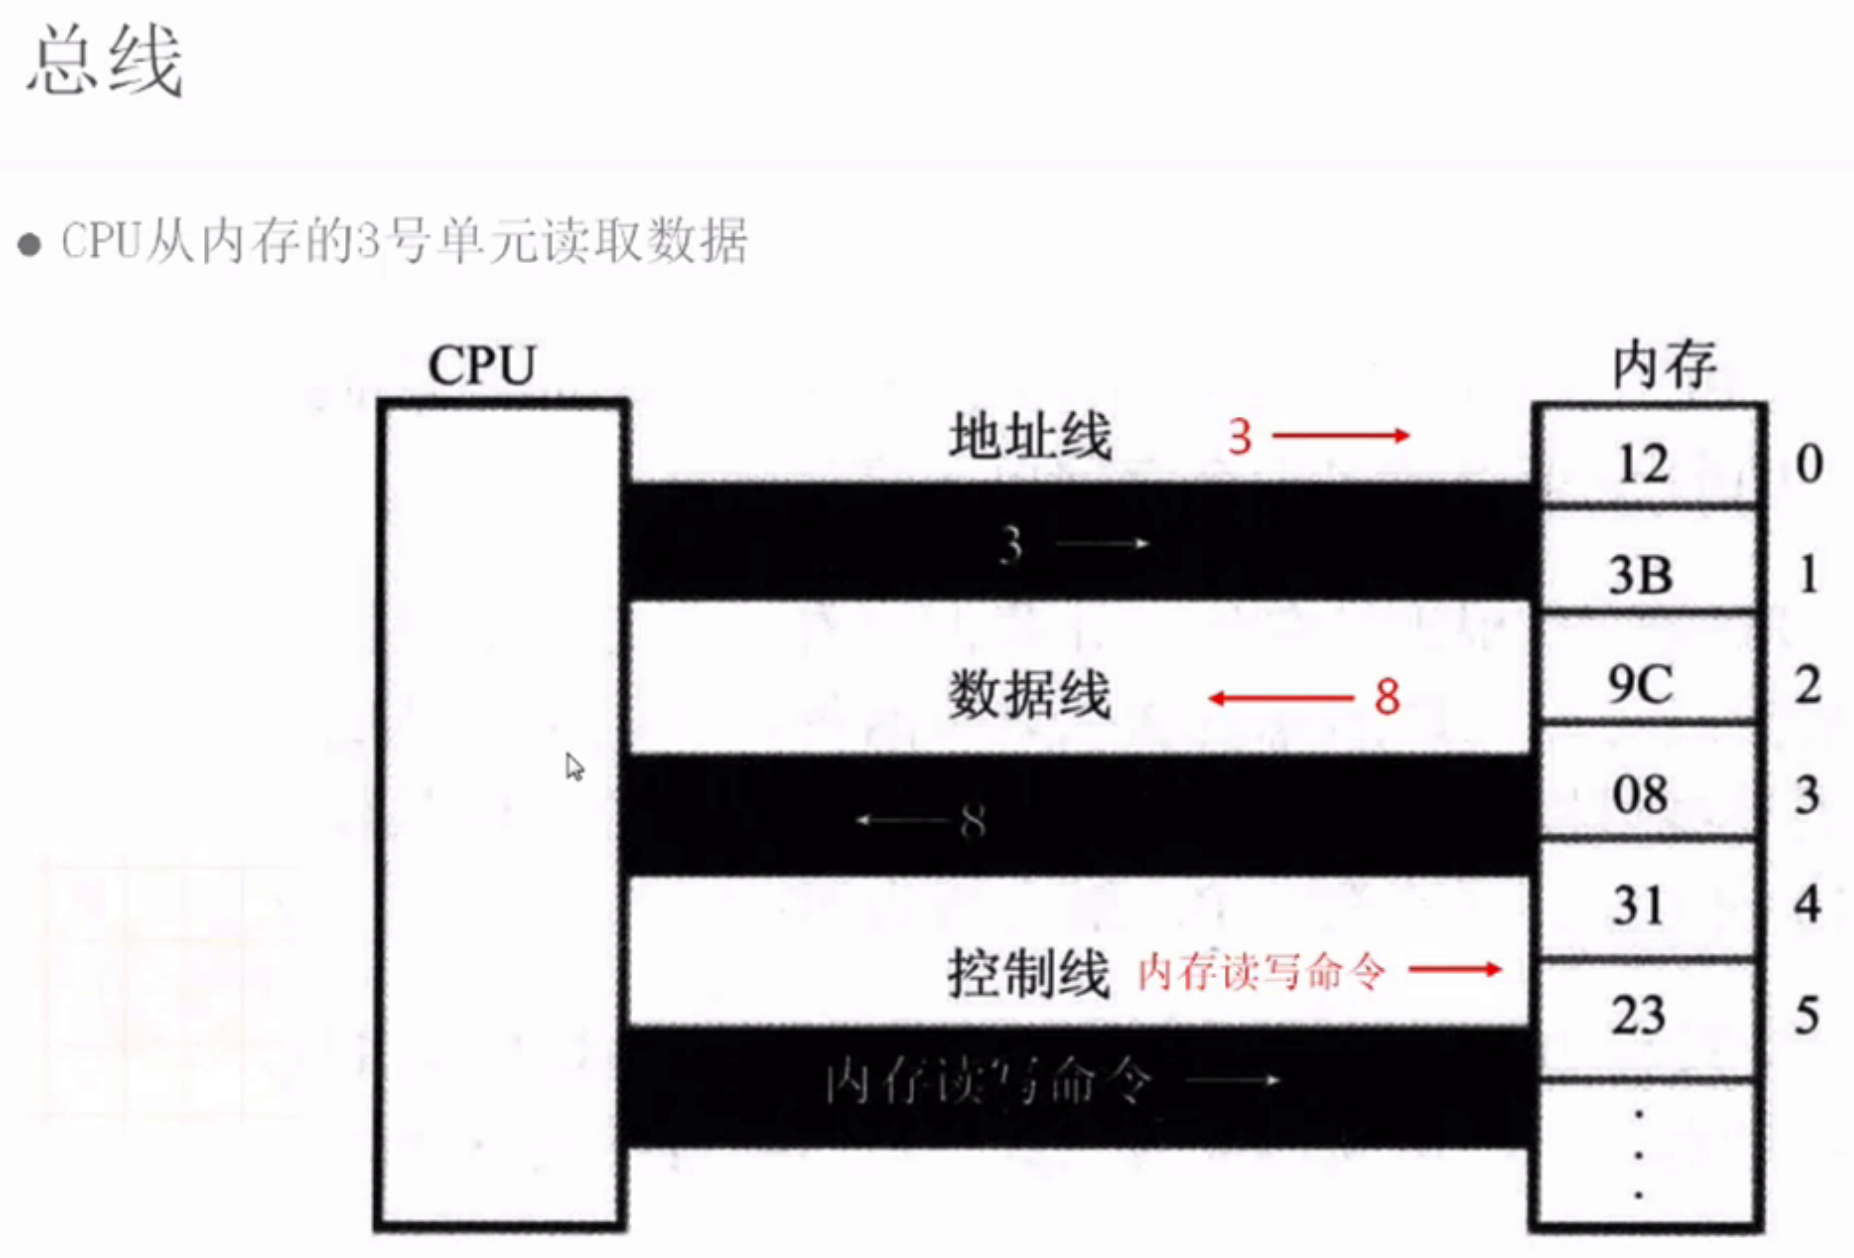 总线
● CPU从内存的3号单元读取数据
CPU
内存
地址线 3
12 0
3
3B 1
数据线 8
9C 2
8
08 3
31 4
控制线 内存读写命令
23 5
内存读写命令